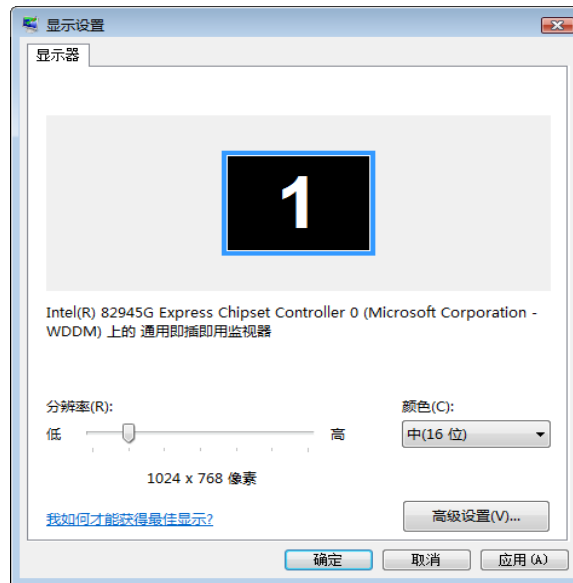 显示设置
显示器
1
Intel(R) 82945G Express Chipset Controller 0 (Microsoft Corporation -
WDDM) 上的 通用即插即用监视器
分辨率(R):
颜色(C):
低
高
中(16 位)
1024 x 768 像素
我如何才能获得最佳显示?
高级设置(V)...
确定
取消
应用(A)